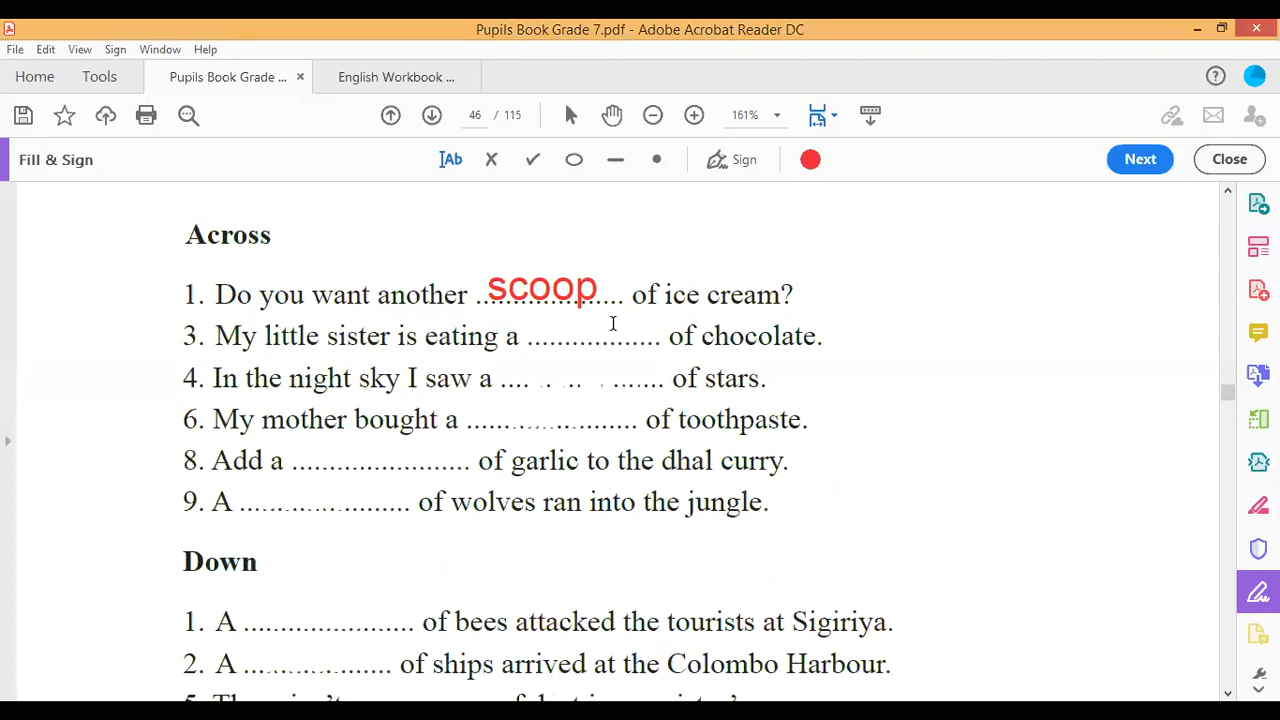 Pupils Book Grade 7.pdf - Adobe Acrobat Reader DC
File Edit View Sign Window Help
Home Tools Pupils Book Grade ... × English Workbook ...
46 / 115 161%
Fill & Sign Ab Sign Next Close
Across
1. Do you want another scoop of ice cream?
3. My little sister is eating a ................. of chocolate.
4. In the night sky I saw a .... . .. . ....... of stars.
6. My mother bought a ....................... of toothpaste.
8. Add a ........................ of garlic to the dhal curry.
9. A ....................... of wolves ran into the jungle.
Down
1. A ....................... of bees attacked the tourists at Sigiriya.
2. A .................... of ships arrived at the Colombo Harbour.